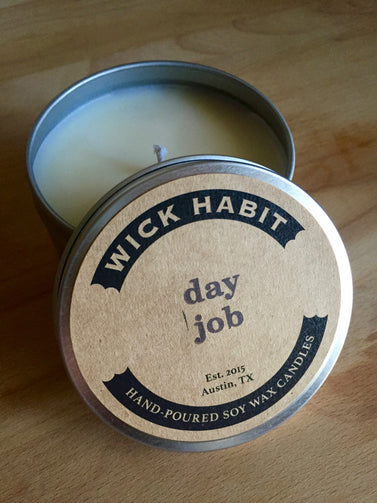 WICK HABIT
day
job
Est. 2015
Austin, TX
HAND-POURED SOY WAX CANDLES